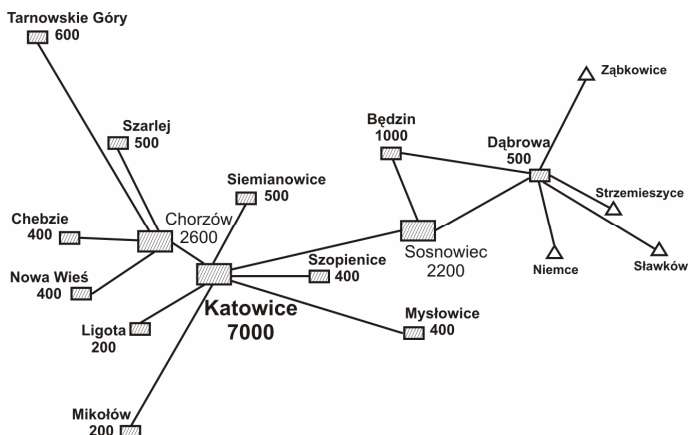 Tarnowskie Góry
600
Szarlej
500
Siemianowice
500
Chorzów
2600
Chebzie
400
Nowa Wieś
400
Ligota
200
Mikołów
200
Katowice
7000
Szopienice
400
Mysłowice
400
Będzin
1000
Sosnowiec
2200
Dąbrowa
500
Ząbkowice
Strzemieszyce
Niemce
Sławków